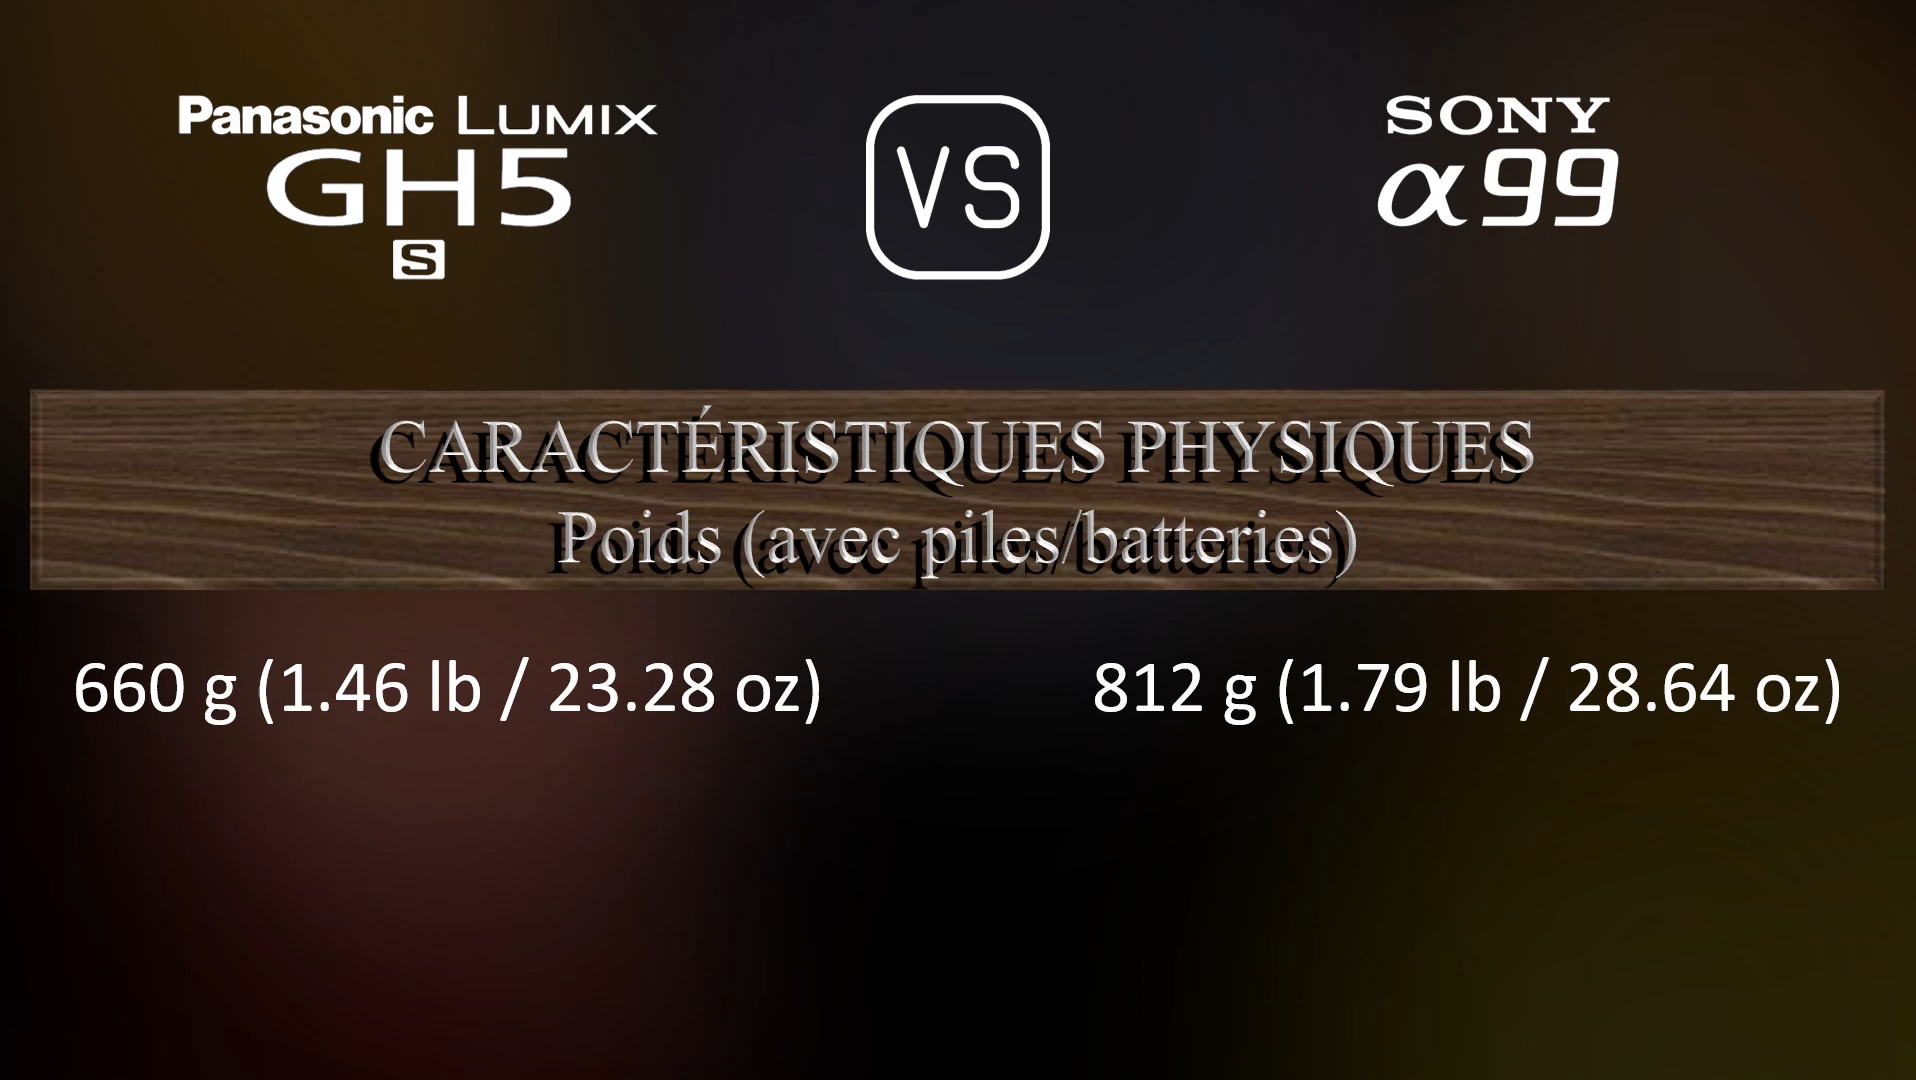 Panasonic LUMIX
GH5
S
VS
SONY
α99
CARACTÉRISTIQUES PHYSIQUES
Poids (avec piles/batteries)
660 g (1.46 lb / 23.28 oz)
812 g (1.79 lb / 28.64 oz)